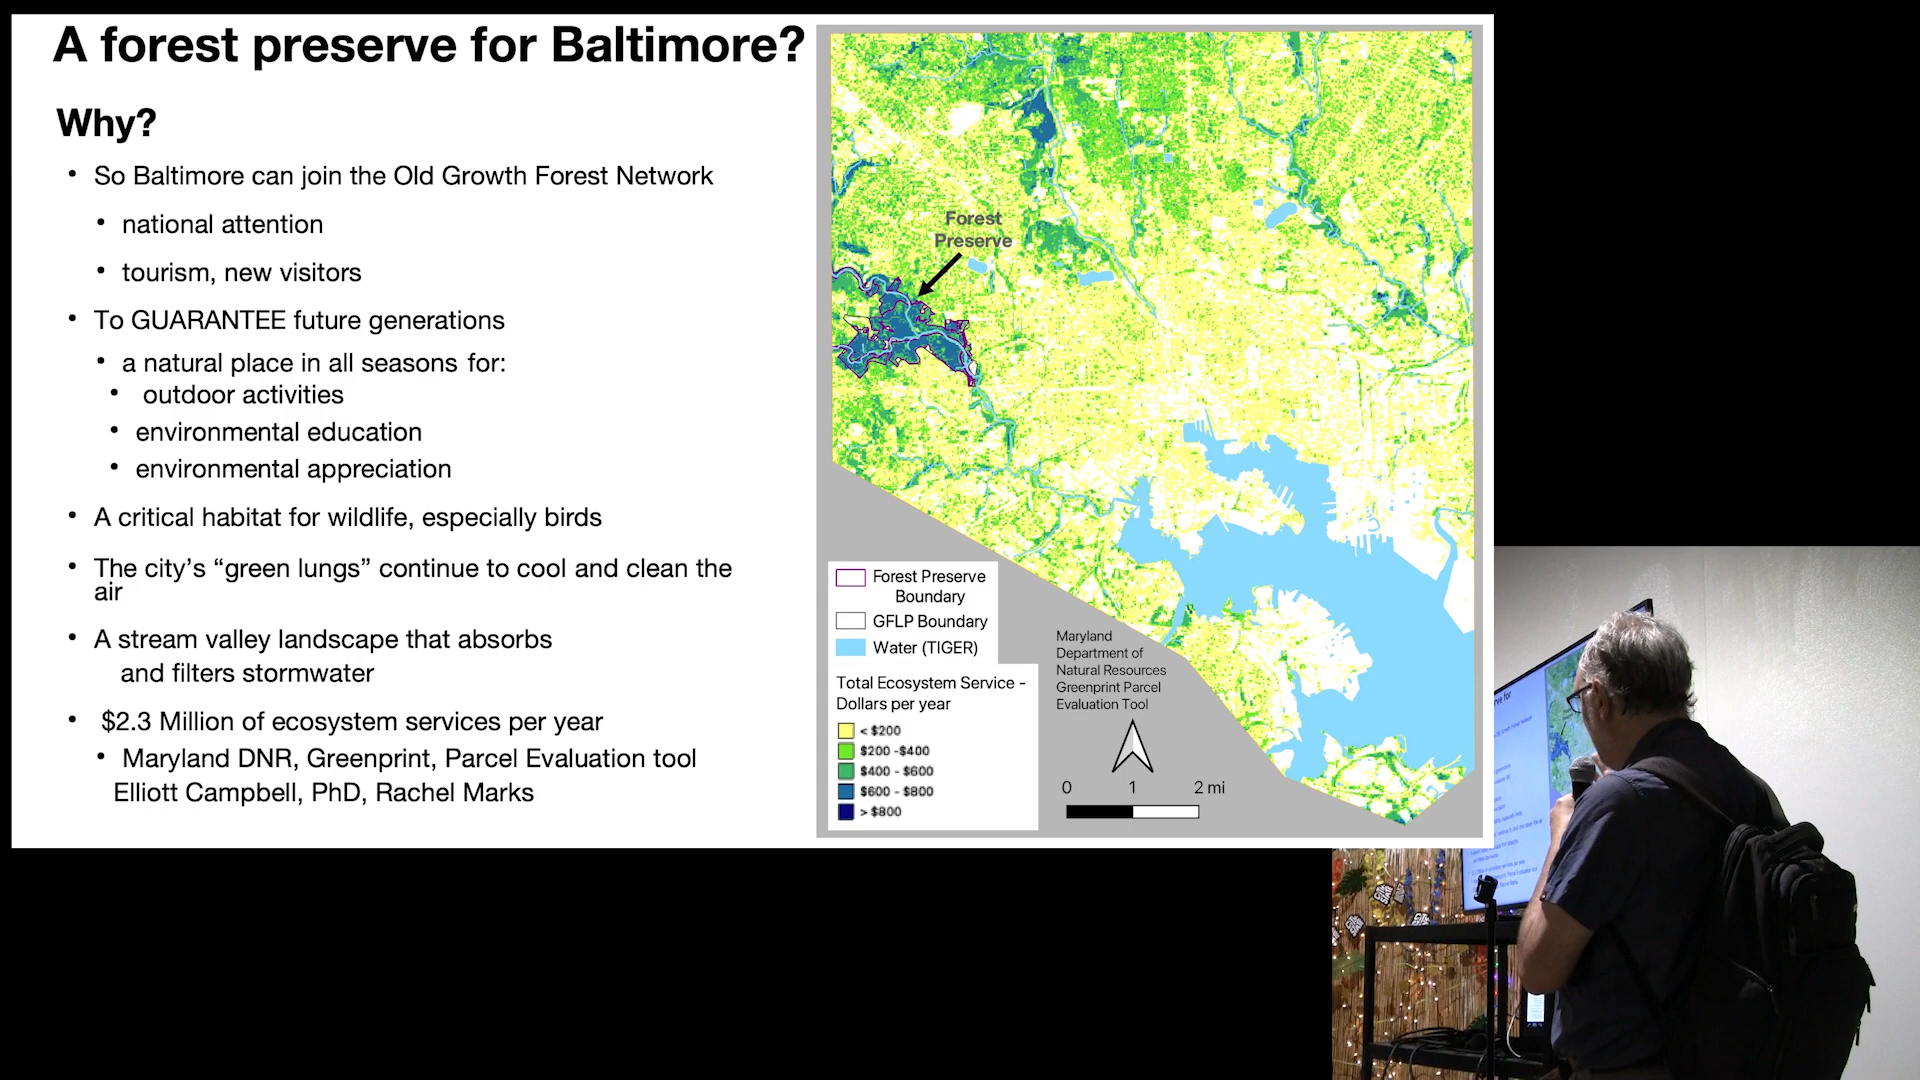 A forest preserve for Baltimore?
Why?
• So Baltimore can join the Old Growth Forest Network
• national attention
• tourism, new visitors
• To GUARANTEE future generations
• a natural place in all seasons for:
• outdoor activities
• environmental education
• environmental appreciation
• A critical habitat for wildlife, especially birds
• The city’s “green lungs” continue to cool and clean the
air
• A stream valley landscape that absorbs
and filters stormwater
• $2.3 Million of ecosystem services per year
• Maryland DNR, Greenprint, Parcel Evaluation tool
Elliott Campbell, PhD, Rachel Marks
Forest
Preserve
Forest Preserve
Boundary
GFLP Boundary
Water (TIGER)
Total Ecosystem Service -
Dollars per year
< $200
$200 -$400
$400 - $600
$600 - $800
> $800
Maryland
Department of
Natural Resources
Greenprint Parcel
Evaluation Tool
0 1 2 mi